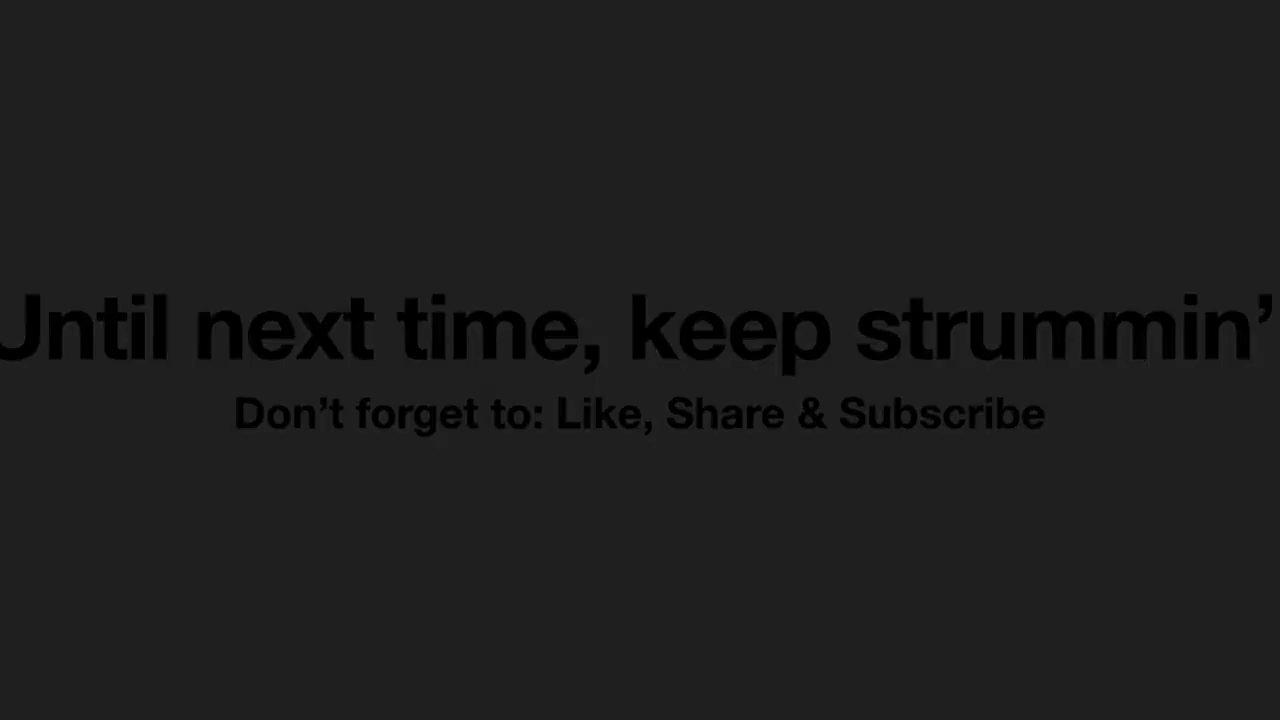 Until next time, keep strummin’
Don’t forget to: Like, Share & Subscribe